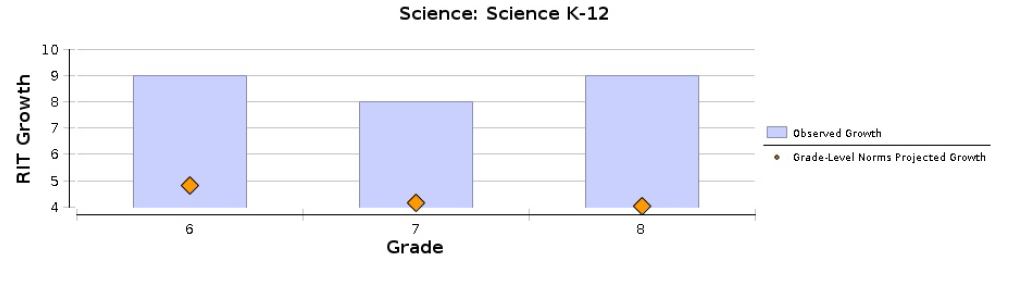 Science: Science K-12
RIT Growth
10
9
8
7
6
5
4
6
7
8
Grade
Observed Growth
Grade-Level Norms Projected Growth